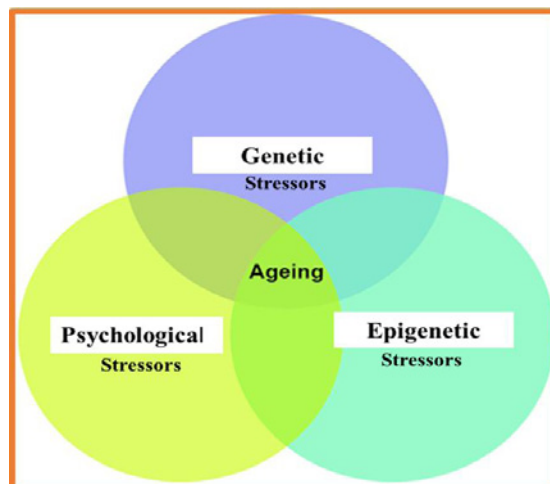 Genetic
Stressors
Ageing
Psychological
Stressors
Epigenetic
Stressors